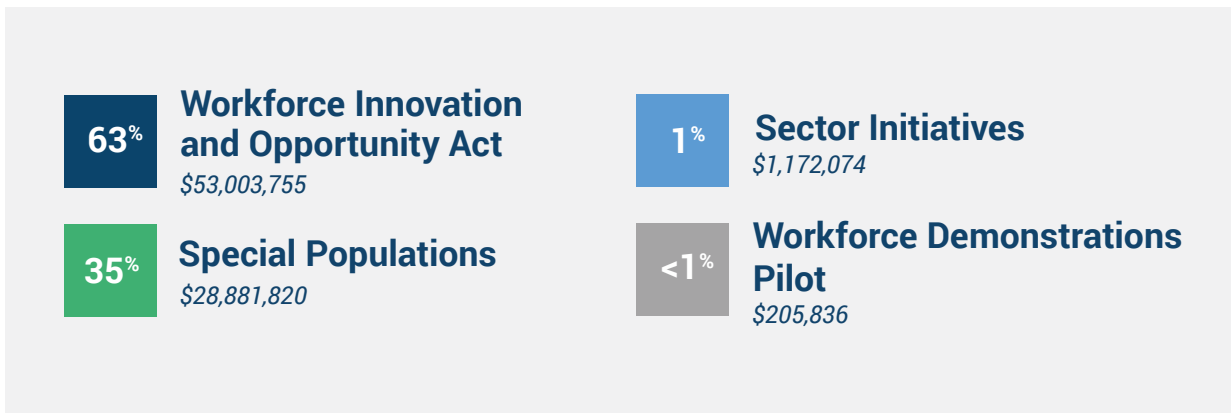 63%
Workforce Innovation
and Opportunity Act
$53,003,755
35%
Special Populations
$28,881,820
1%
Sector Initiatives
$1,172,074
<1%
Workforce Demonstrations
Pilot
$205,836